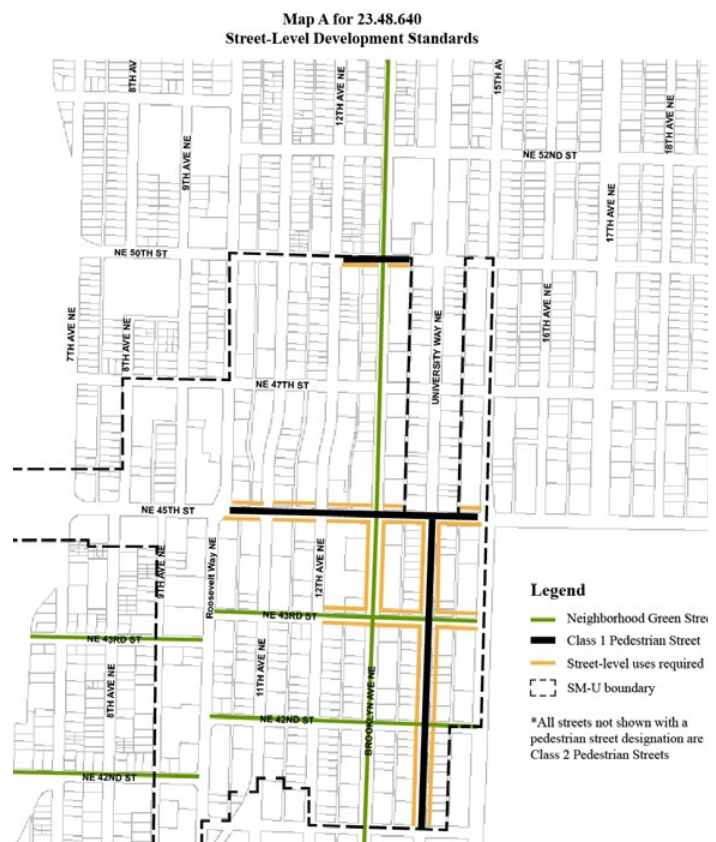 Map A for 23.48.640
Street-Level Development Standards
8TH AV
9TH AVE NE
12TH AVE NE
15TH AV
18TH AVE NE
NE 52ND ST
17TH AVE NE
NE 50TH ST
7TH AVE NE
8TH AVE NE
UNIVERSITY WAY NE
16TH AVE NE
NE 47TH ST
NE 45TH ST
9TH AVE NE
Roosevelt Way NE
12TH AVE NE
NE 43RD ST
NE 43RD ST
8TH AVE NE
11TH AVE NE
BROOKLYN AVE NE
NE 42ND ST
NE 42ND ST
Legend
Neighborhood Green Stre
Class 1 Pedestrian Street
Street-level uses required
SM-U boundary
*All streets not shown with a
pedestrian street designation are
Class 2 Pedestrian Streets